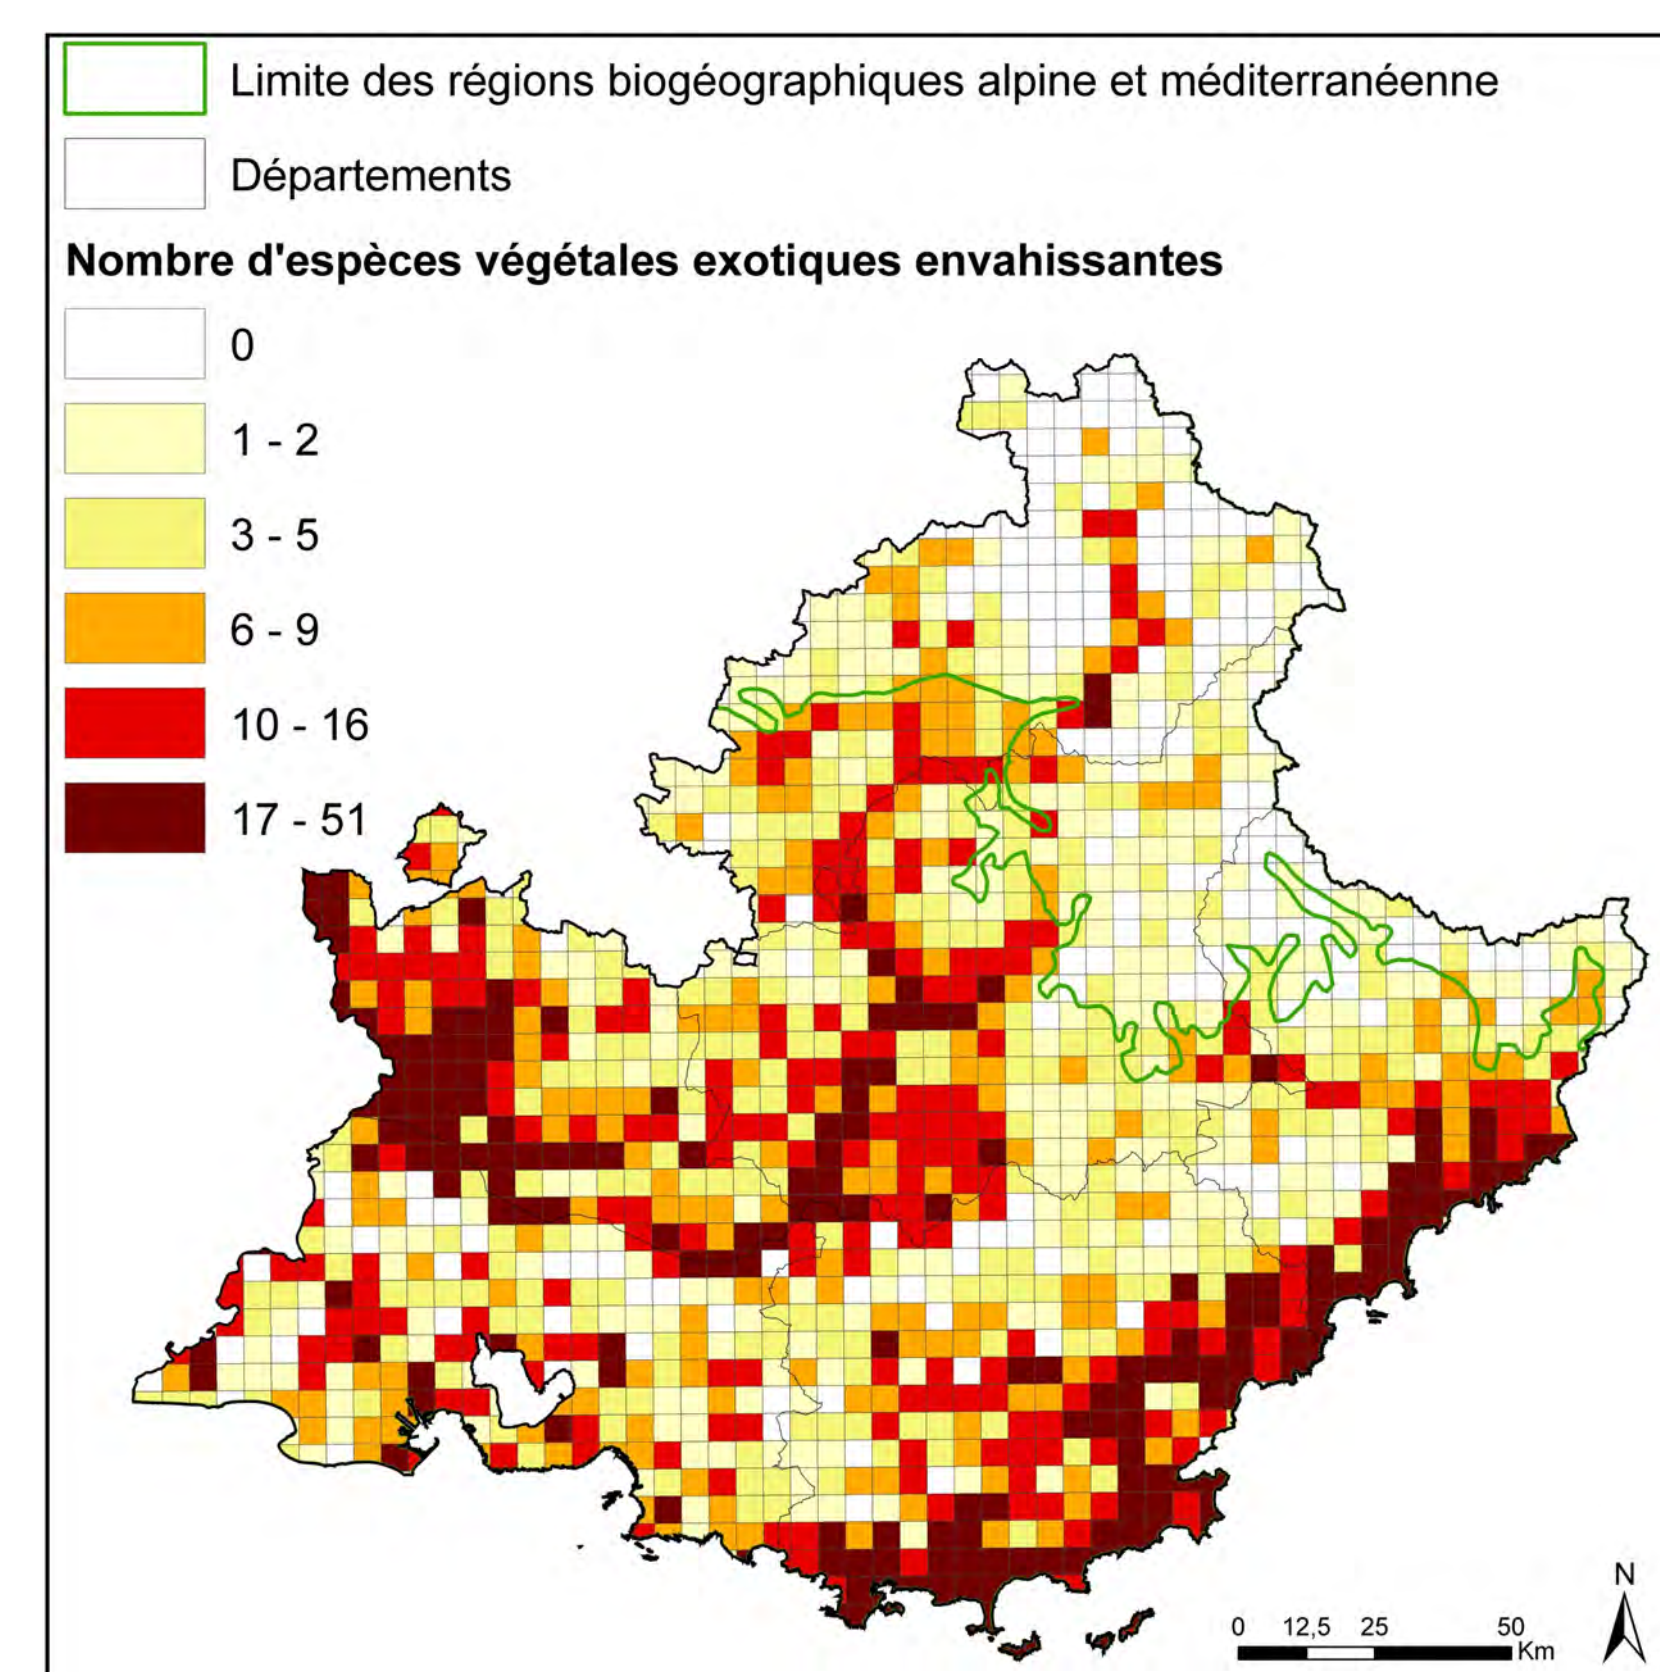 Limite des régions biogéographiques alpine et méditerranéenne
Départements
Nombre d'espèces végétales exotiques envahissantes
0
1 - 2
3 - 5
6 - 9
10 - 16
17 - 51
N
0 12,5 25 50
Km